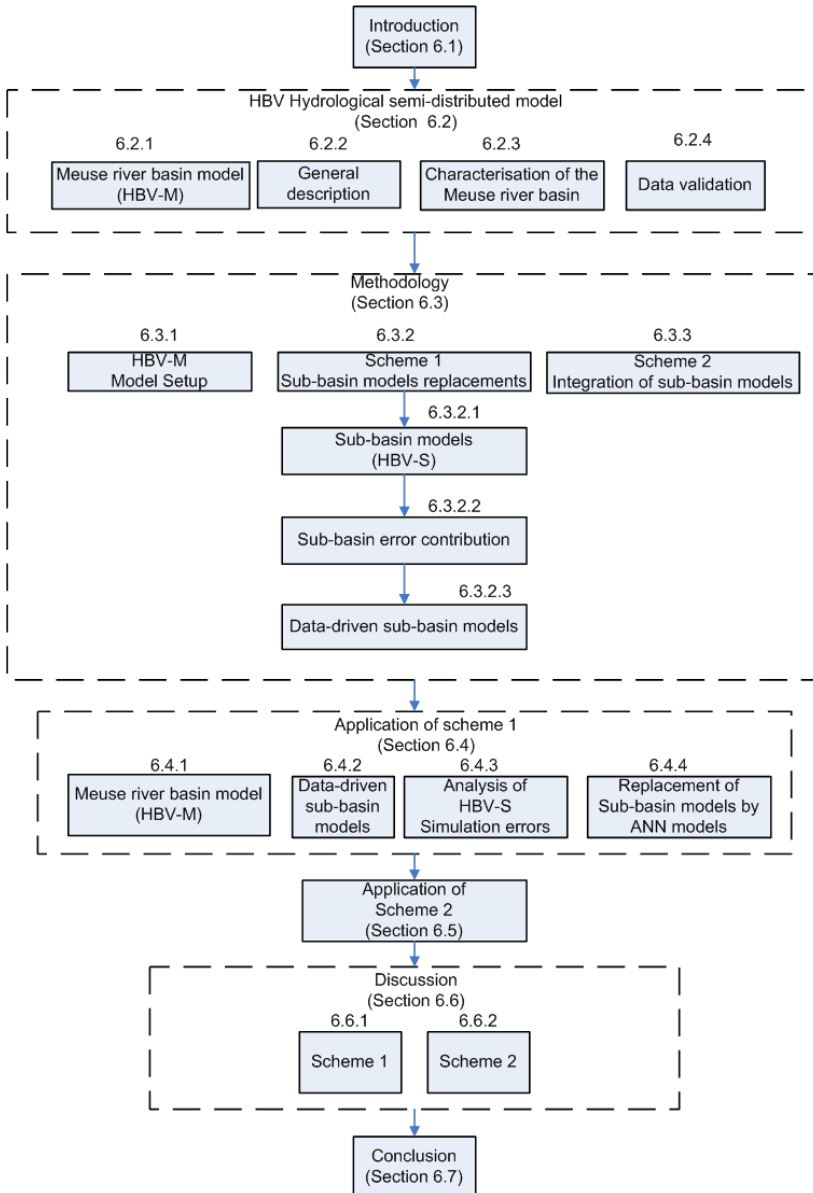 Introduction
(Section 6.1)
HBV Hydrological semi-distributed model
(Section 6.2)
6.2.1
Meuse river basin model
(HBV-M)
6.2.2
General
description
6.2.3
Characterisation of the
Meuse river basin
6.2.4
Data validation
Methodology
(Section 6.3)
6.3.1
HBV-M
Model Setup
6.3.2
Scheme 1
Sub-basin models replacements
6.3.3
Scheme 2
Integration of sub-basin models
6.3.2.1
Sub-basin models
(HBV-S)
6.3.2.2
Sub-basin error contribution
6.3.2.3
Data-driven sub-basin models
Application of scheme 1
(Section 6.4)
6.4.1
Meuse river basin model
(HBV-M)
6.4.2
Data-driven
sub-basin
models
6.4.3
Analysis of
HBV-S
Simulation errors
6.4.4
Replacement of
Sub-basin models by
ANN models
Application of
Scheme 2
(Section 6.5)
Discussion
(Section 6.6)
6.6.1
Scheme 1
6.6.2
Scheme 2
Conclusion
(Section 6.7)